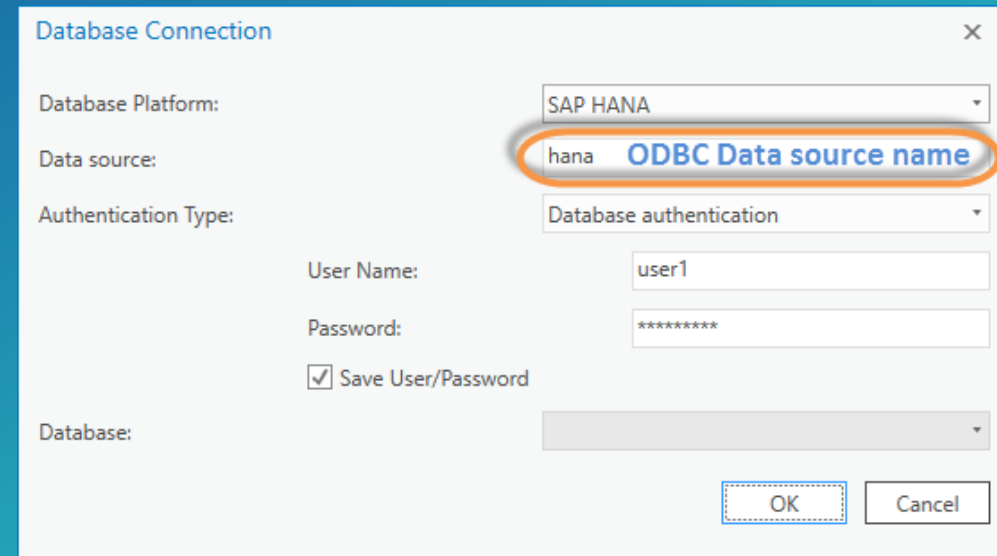 Database Connection
Database Platform: SAP HANA
Data source: hana ODBC Data source name
Authentication Type: Database authentication
User Name: user1
Password: *********
Save User/Password
Database:
OK Cancel